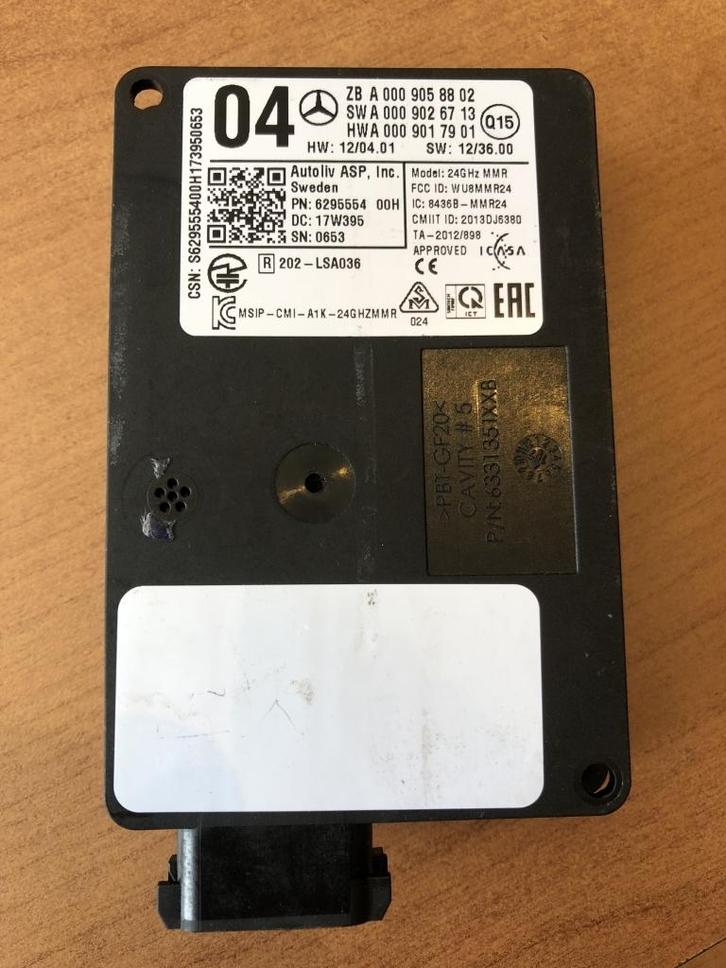 04
ZB A 000 905 88 02
SW A 000 902 67 13
HW A 000 901 79 01
Q15
HW: 12/04.01 SW: 12/36.00
CSN: S629555400H173950653
Autoliv ASP, Inc.
Sweden
PN: 6295554 00H
DC: 17W395
SN: 0653
Model: 24GHz MMR
FCC ID: WU8MMR24
IC: 8436B-MMR24
CMIIT ID: 2013DJ6380
TA-2012/898
APPROVED ICASA
CE
R 202-LSA036
MSIP-CMI-A1K-24GHZMMR
024
ICT
EAC
>PBT-GF20<
CAVITY # 5
P/N:6331351XXB